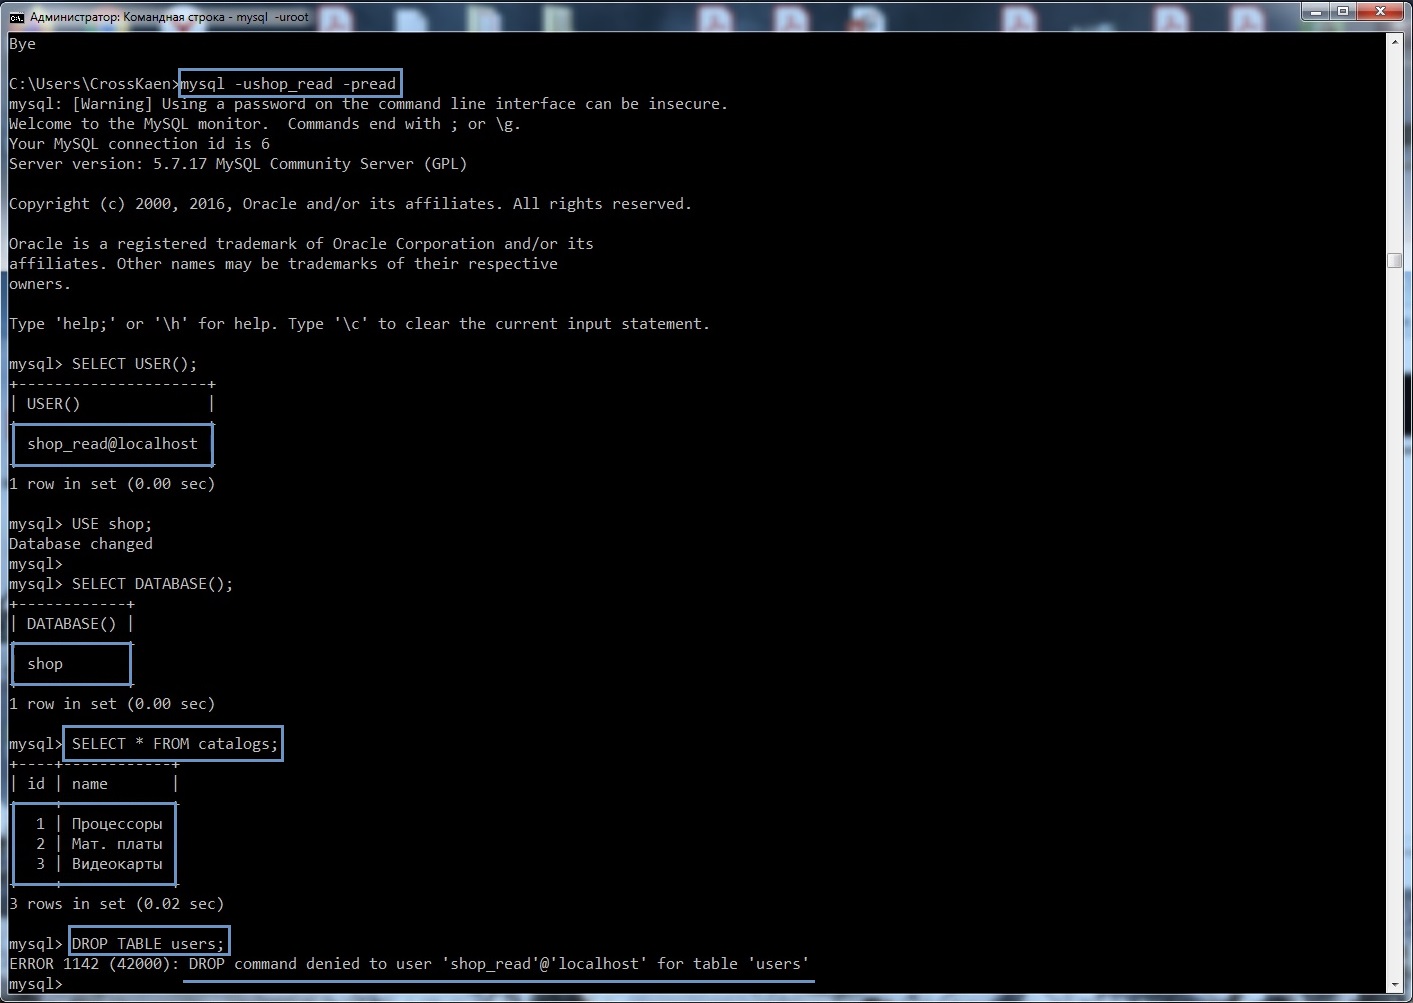 Администратор: Командная строка - mysql -uroot
Bye
C:\Users\CrossKaen>mysql -ushop_read -pread
mysql: [Warning] Using a password on the command line interface can be insecure.
Welcome to the MySQL monitor.  Commands end with ; or \g.
Your MySQL connection id is 6
Server version: 5.7.17 MySQL Community Server (GPL)
Copyright (c) 2000, 2016, Oracle and/or its affiliates. All rights reserved.
Oracle is a registered trademark of Oracle Corporation and/or its
affiliates. Other names may be trademarks of their respective
owners.
Type 'help;' or '\h' for help. Type '\c' to clear the current input statement.
mysql> SELECT USER();
+---------------------+
| USER()              |
shop_read@localhost
1 row in set (0.00 sec)
mysql> USE shop;
Database changed
mysql>
mysql> SELECT DATABASE();
+------------+
| DATABASE() |
shop
1 row in set (0.00 sec)
mysql> SELECT * FROM catalogs;
+----+------------+
| id | name       |
1 | Процессоры
2 | Мат. платы
3 | Видеокарты
3 rows in set (0.02 sec)
mysql> DROP TABLE users;
ERROR 1142 (42000): DROP command denied to user 'shop_read'@'localhost' for table 'users'
mysql>